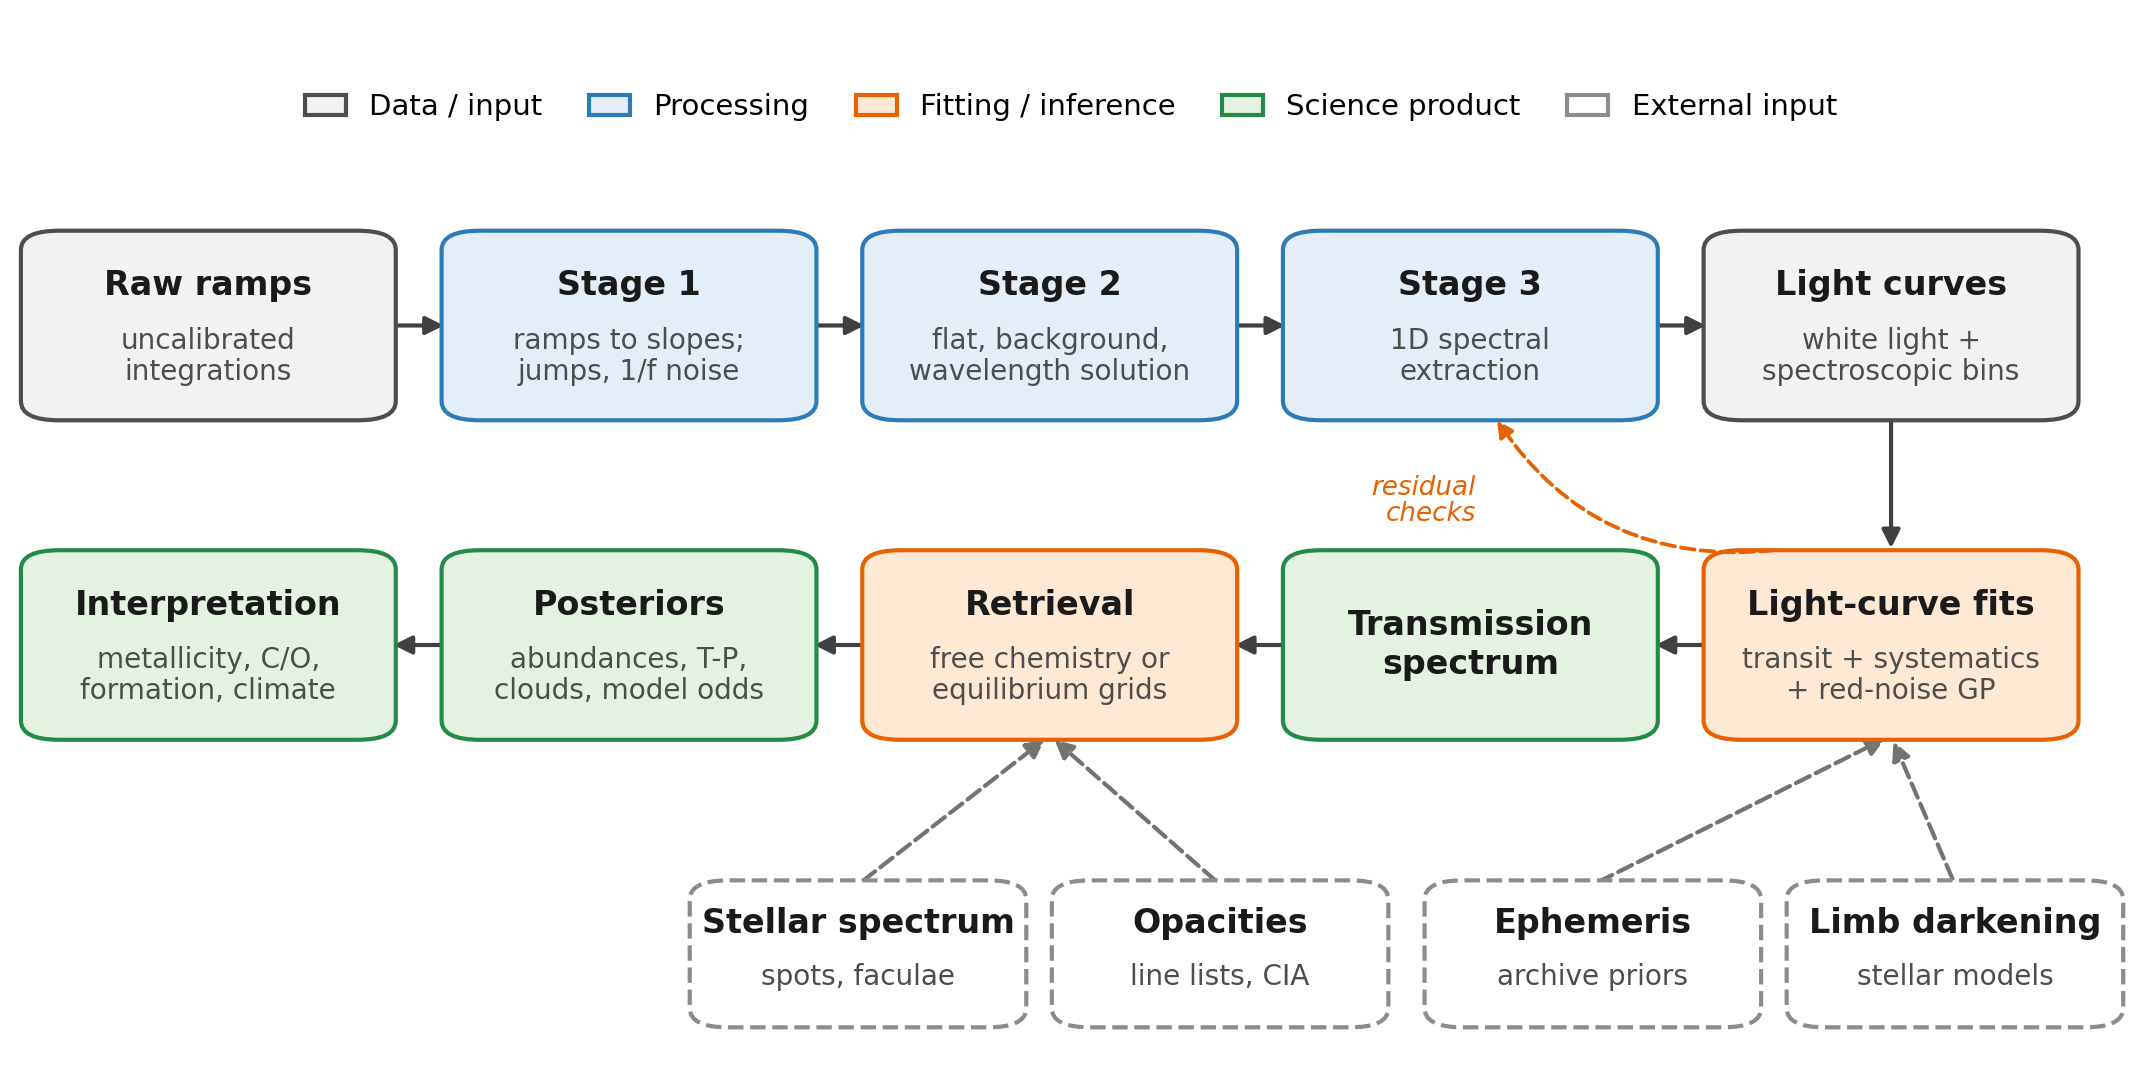 Data / input
Processing
Fitting / inference
Science product
External input
Raw ramps
uncalibrated
integrations
Stage 1
ramps to slopes;
jumps, 1/f noise
Stage 2
flat, background,
wavelength solution
Stage 3
1D spectral
extraction
Light curves
white light +
spectroscopic bins
residual
checks
Interpretation
metallicity, C/O,
formation, climate
Posteriors
abundances, T-P,
clouds, model odds
Retrieval
free chemistry or
equilibrium grids
Transmission
spectrum
Light-curve fits
transit + systematics
+ red-noise GP
Stellar spectrum
spots, faculae
Opacities
line lists, CIA
Ephemeris
archive priors
Limb darkening
stellar models